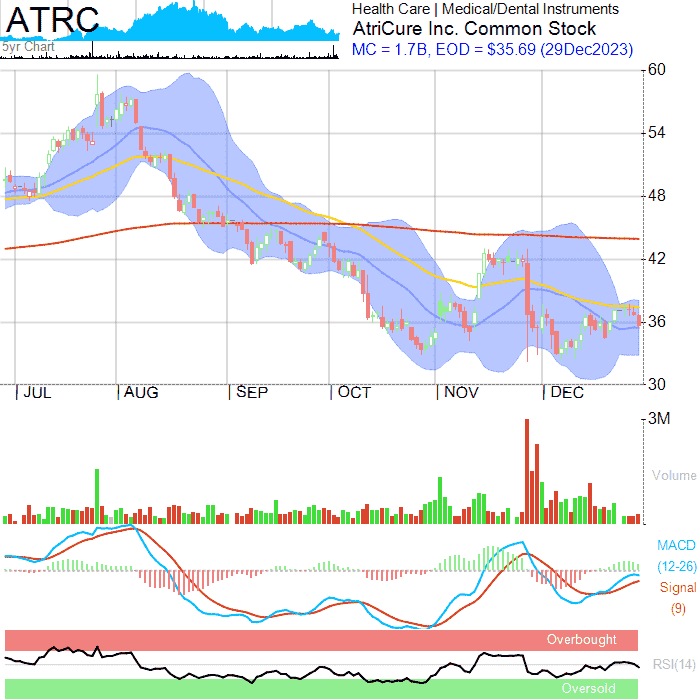 ATRC
5yr Chart
Health Care | Medical/Dental Instruments
AtriCure Inc. Common Stock
MC = 1.7B, EOD = $35.69 (29Dec2023)
60
54
48
42
36
30
JUL AUG SEP OCT NOV DEC
3M
Volume
MACD
(12-26)
Signal
(9)
Overbought
RSI(14)
Oversold